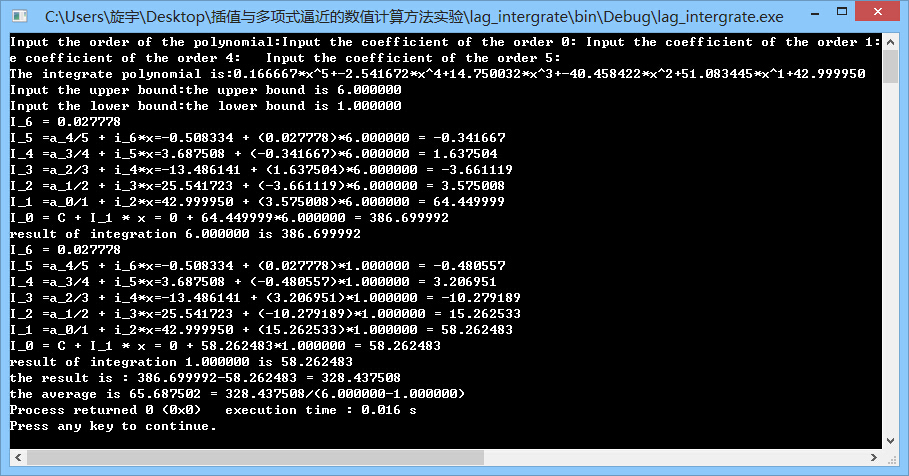 C:\Users\旋宇\Desktop\插值与多项式逼近的数值计算方法实验\lag_intergrate\bin\Debug\lag_intergrate.exe
Input the order of the polynomial:Input the coefficient of the order 0: Input the coefficient of the order 1:
e coefficient of the order 4:   Input the coefficient of the order 5:
The integrate polynomial is:0.166667*x^5+-2.541672*x^4+14.750032*x^3+-40.458422*x^2+51.083445*x^1+42.999950
Input the upper bound:the upper bound is 6.000000
Input the lower bound:the lower bound is 1.000000
I_6 = 0.027778
I_5 =a_4/5 + i_6*x=-0.508334 + (0.027778)*6.000000 = -0.341667
I_4 =a_3/4 + i_5*x=3.687508 + (-0.341667)*6.000000 = 1.637504
I_3 =a_2/3 + i_4*x=-13.486141 + (1.637504)*6.000000 = -3.661119
I_2 =a_1/2 + i_3*x=25.541723 + (-3.661119)*6.000000 = 3.575008
I_1 =a_0/1 + i_2*x=42.999950 + (3.575008)*6.000000 = 64.449999
I_0 = C + I_1 * x = 0 + 64.449999*6.000000 = 386.699992
result of integration 6.000000 is 386.699992
I_6 = 0.027778
I_5 =a_4/5 + i_6*x=-0.508334 + (0.027778)*1.000000 = -0.480557
I_4 =a_3/4 + i_5*x=3.687508 + (-0.480557)*1.000000 = 3.206951
I_3 =a_2/3 + i_4*x=-13.486141 + (3.206951)*1.000000 = -10.279189
I_2 =a_1/2 + i_3*x=25.541723 + (-10.279189)*1.000000 = 15.262533
I_1 =a_0/1 + i_2*x=42.999950 + (15.262533)*1.000000 = 58.262483
I_0 = C + I_1 * x = 0 + 58.262483*1.000000 = 58.262483
result of integration 1.000000 is 58.262483
the result is : 386.699992-58.262483 = 328.437508
the average is 65.687502 = 328.437508/(6.000000-1.000000)
Process returned 0 (0x0)   execution time : 0.016 s
Press any key to continue.